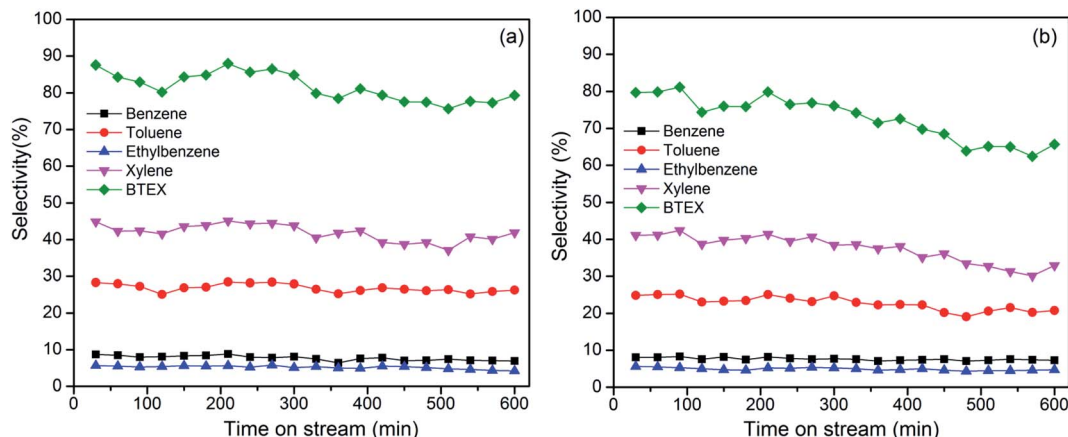 100
90
80
70
60
50
40
30
20
10
0
Selectivity(%)
(a)
Benzene
Toluene
Ethylbenzene
Xylene
BTEX
0 100 200 300 400 500 600
Time on stream (min)
100
90
80
70
60
50
40
30
20
10
0
Selectivity (%)
(b)
Benzene
Toluene
Ethylbenzene
Xylene
BTEX
0 100 200 300 400 500 600
Time on stream (min)